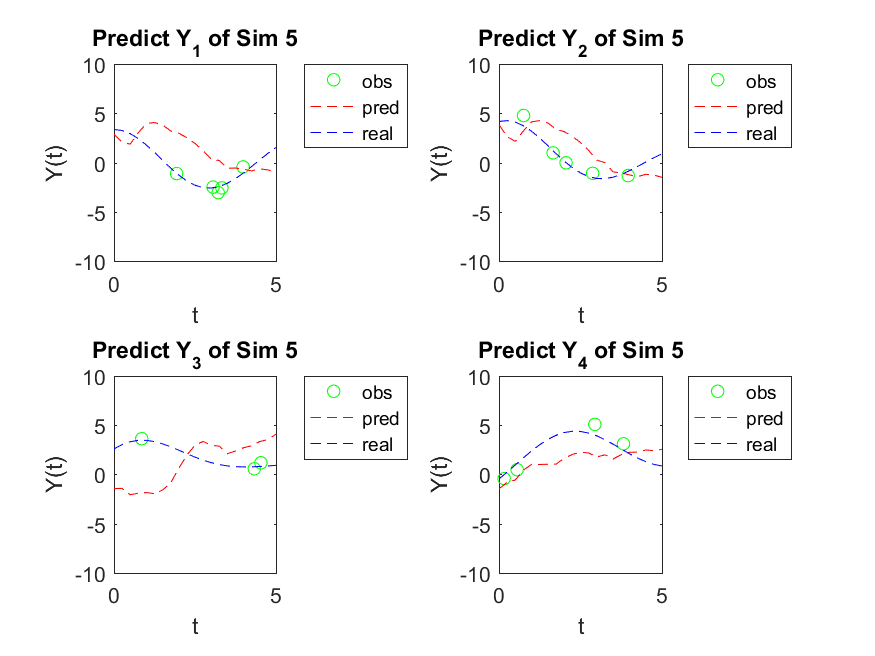 Predict Y1 of Sim 5
10
5
0
-5
-10
Y(t)
0
5
t
obs
pred
real
Predict Y2 of Sim 5
10
5
0
-5
-10
Y(t)
0
5
t
obs
pred
real
Predict Y3 of Sim 5
10
5
0
-5
-10
Y(t)
0
5
t
obs
pred
real
Predict Y4 of Sim 5
10
5
0
-5
-10
Y(t)
0
5
t
obs
pred
real